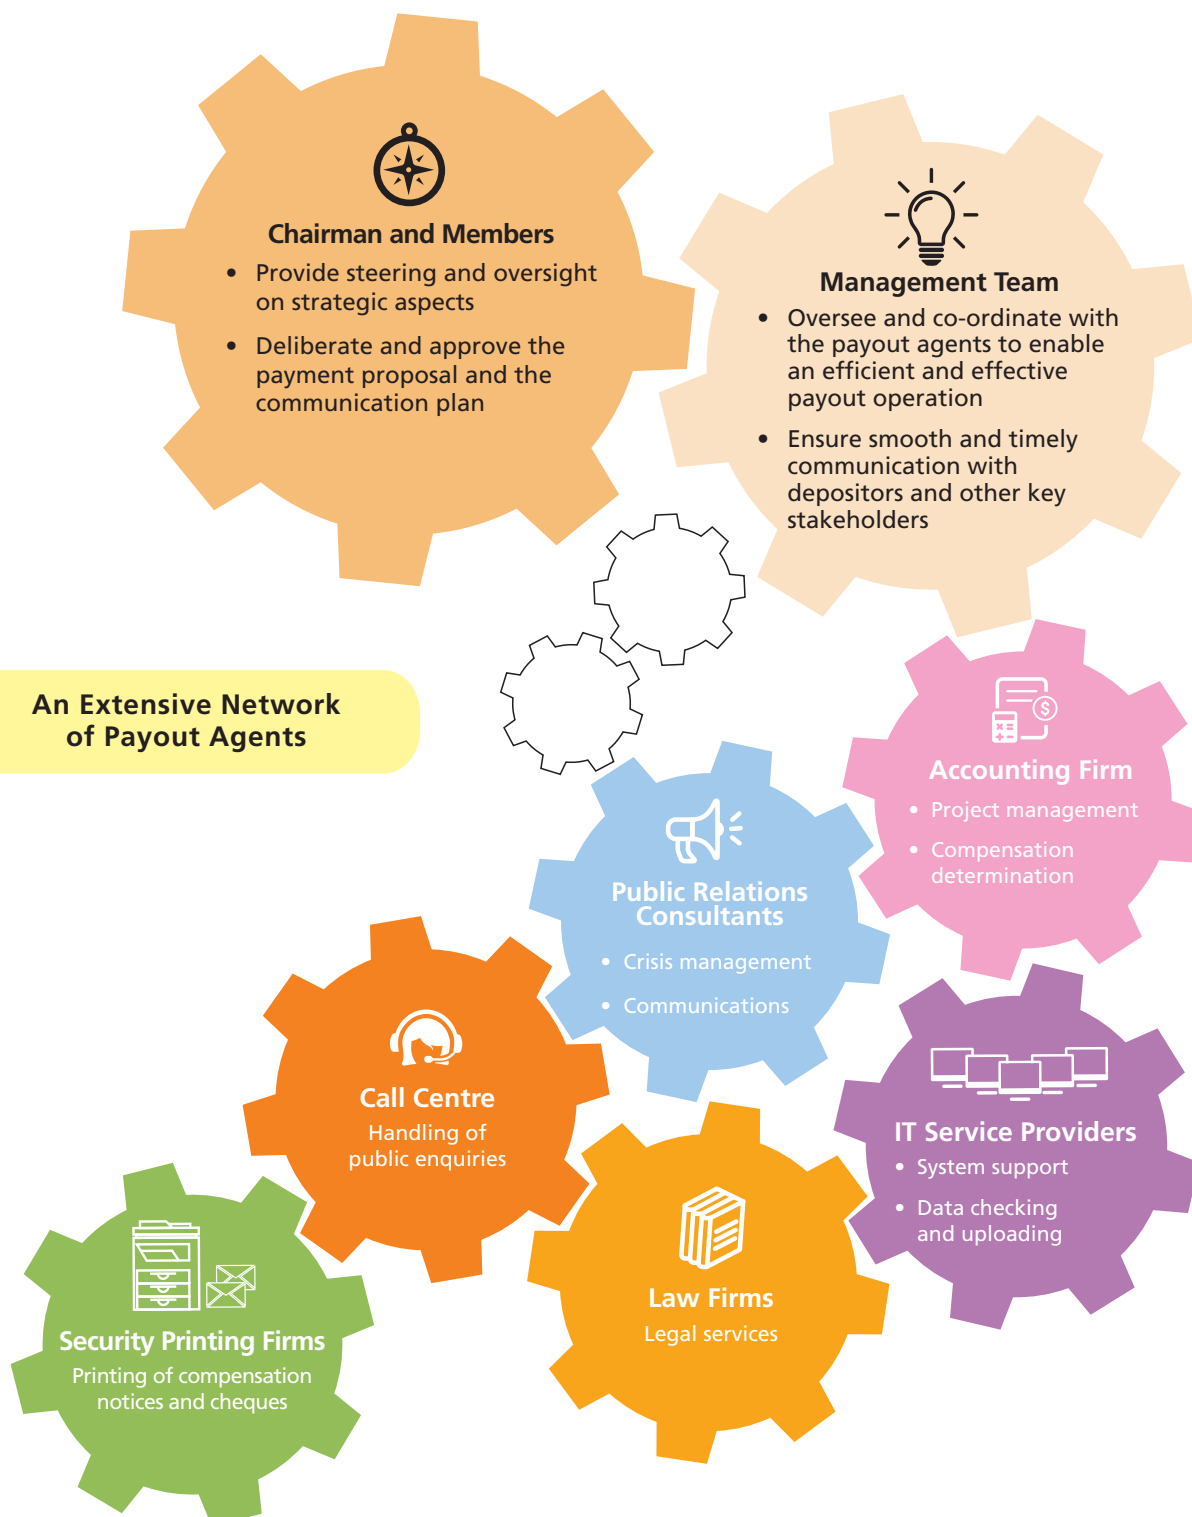 Chairman and Members
• Provide steering and oversight
on strategic aspects
• Deliberate and approve the
payment proposal and the
communication plan
Management Team
• Oversee and co-ordinate with
the payout agents to enable
an efficient and effective
payout operation
• Ensure smooth and timely
communication with
depositors and other key
stakeholders
An Extensive Network
of Payout Agents
$
Accounting Firm
• Project management
• Compensation
determination
Public Relations
Consultants
• Crisis management
• Communications
Call Centre
Handling of
public enquiries
IT Service Providers
• System support
• Data checking
and uploading
Law Firms
Legal services
Security Printing Firms
Printing of compensation
notices and cheques